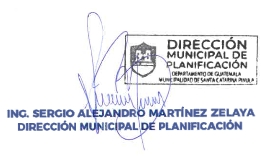 DIRECCIÓN
MUNICIPAL DE
PLANIFICACIÓN
DEPARTAMENTO DE GUATEMALA
MUNICIPALIDAD DE SANTA CATARINA PINULA
ING. SERGIO ALEJANDRO MARTÍNEZ ZELAYA
DIRECCIÓN MUNICIPAL DE PLANIFICACIÓN